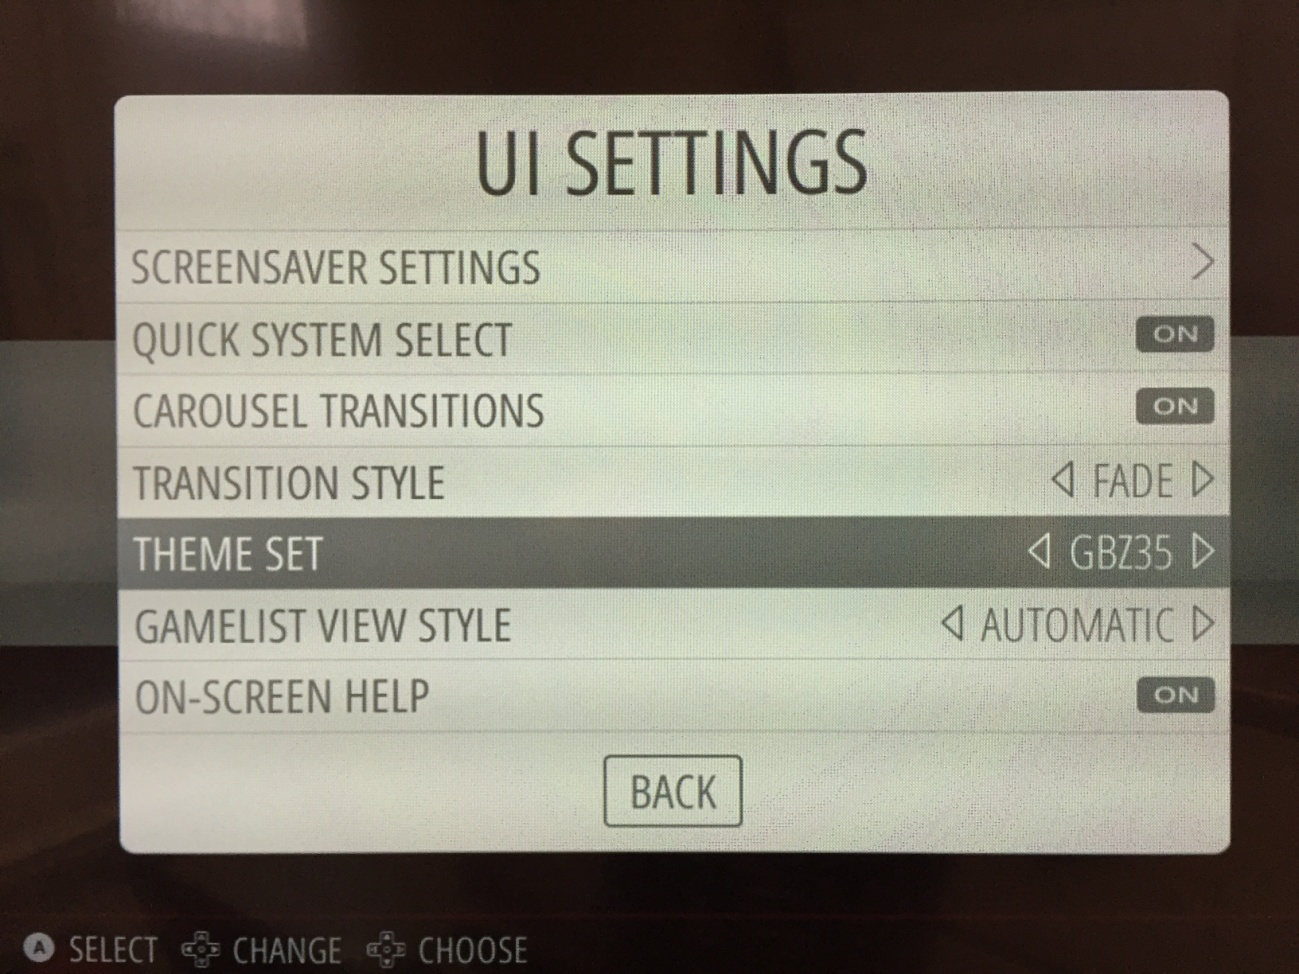 UI SETTINGS
SCREENSAVER SETTINGS
QUICK SYSTEM SELECT ON
CAROUSEL TRANSITIONS ON
TRANSITION STYLE FADE
THEME SET GBZ35
GAMELIST VIEW STYLE AUTOMATIC
ON-SCREEN HELP ON
BACK
A SELECT CHANGE CHOOSE